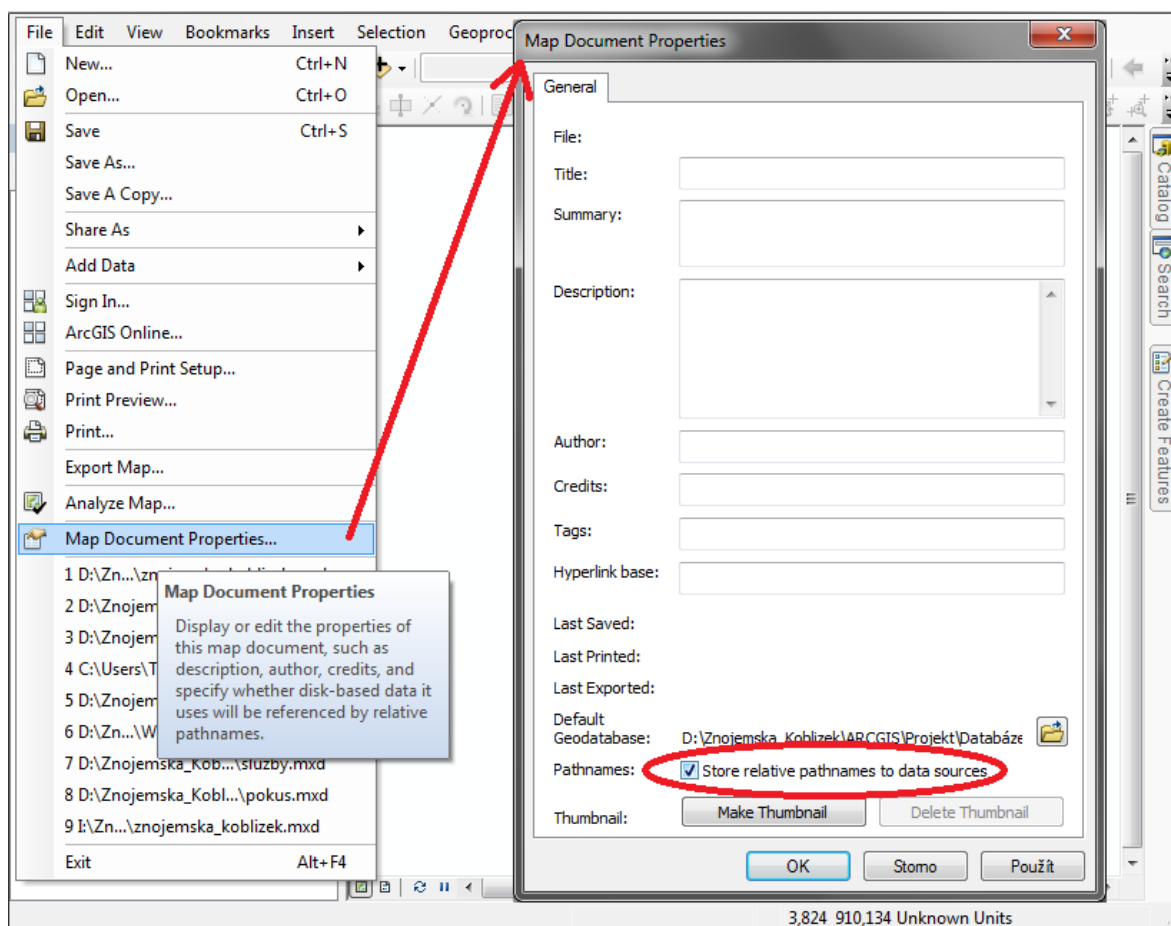 File Edit View Bookmarks Insert Selection Geoproc
New... Ctrl+N
Open... Ctrl+O
Save Ctrl+S
Save As...
Save A Copy...
Share As
Add Data
Sign In...
ArcGIS Online...
Page and Print Setup...
Print Preview...
Print...
Export Map...
Analyze Map...
Map Document Properties...
1 D:\Zn...\zn
2 D:\Znojem
3 D:\Znojem
4 C:\Users\T
5 D:\Znojem
6 D:\Zn...\W
7 D:\Znojemska_Kob...\sluzby.mxd
8 D:\Znojemska_Kobl...\pokus.mxd
9 I:\Zn...\znojemska_koblizek.mxd
Exit Alt+F4
Map Document Properties
Display or edit the properties of
this map document, such as
description, author, credits, and
specify whether disk-based data it
uses will be referenced by relative
pathnames.
Map Document Properties
General
File:
Title:
Summary:
Description:
Author:
Credits:
Tags:
Hyperlink base:
Last Saved:
Last Printed:
Last Exported:
Default
Geodatabase: D:\Znojemska_Koblizek\ARCGIS\Projekt\Databáze
Pathnames: Store relative pathnames to data sources
Thumbnail: Make Thumbnail Delete Thumbnail
OK Storno Použít
Catalog
Search
Create Features
3,824 910,134 Unknown Units